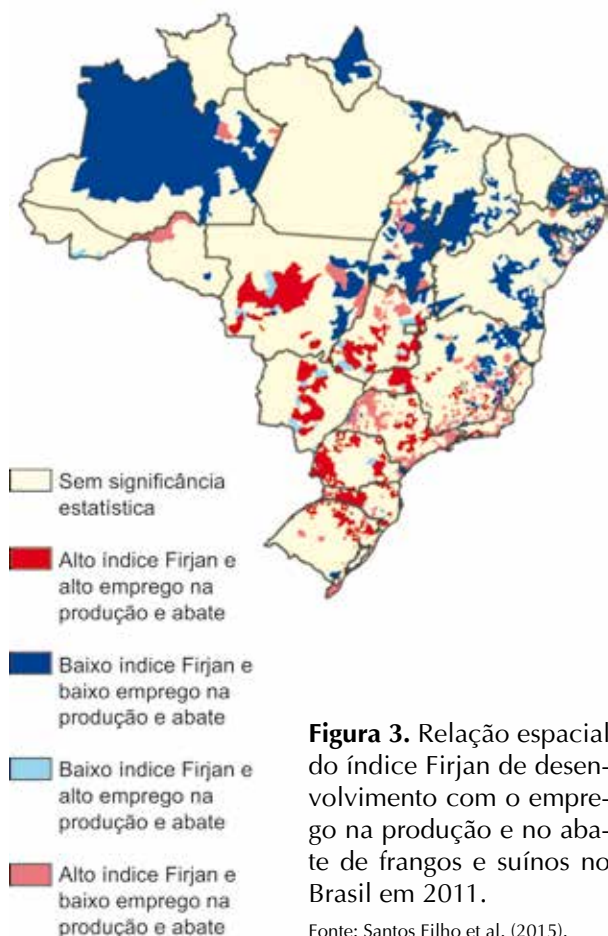 Sem significância
estatística
Alto índice Firjan e
alto emprego na
produção e abate
Baixo índice Firjan e
baixo emprego na
produção e abate
Baixo índice Firjan e
alto emprego na
produção e abate
Alto índice Firjan e
baixo emprego na
produção e abate
Figura 3. Relação espacial
do índice Firjan de desen-
volvimento com o empre-
go na produção e no aba-
te de frangos e suínos no
Brasil em 2011.
Fonte: Santos Filho et al. (2015).